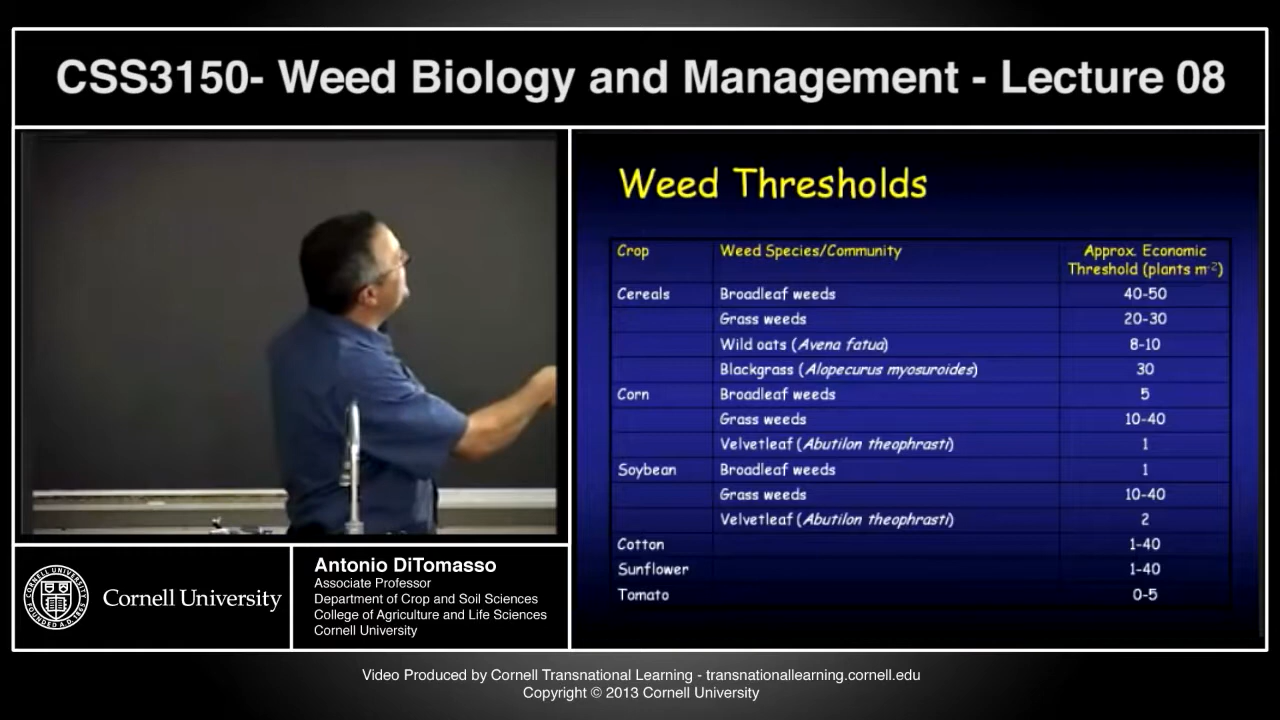 CSS3150- Weed Biology and Management - Lecture 08
Weed Thresholds
Crop Weed Species/Community Approx. Economic
Threshold (plants m⁻²)
Cereals Broadleaf weeds 40-50
Grass weeds 20-30
Wild oats (Avena fatua) 8-10
Blackgrass (Alopecurus myosuroides) 30
Corn Broadleaf weeds 5
Grass weeds 10-40
Velvetleaf (Abutilon theophrasti) 1
Soybean Broadleaf weeds 1
Grass weeds 10-40
Velvetleaf (Abutilon theophrasti) 2
Cotton 1-40
Sunflower 1-40
Tomato 0-5
CORNELL UNIVERSITY
FOUNDED A.D.
Cornell University
Antonio DiTomasso
Associate Professor
Department of Crop and Soil Sciences
College of Agriculture and Life Sciences
Cornell University
Video Produced by Cornell Transnational Learning - transnationallearning.cornell.edu
Copyright © 2013 Cornell University